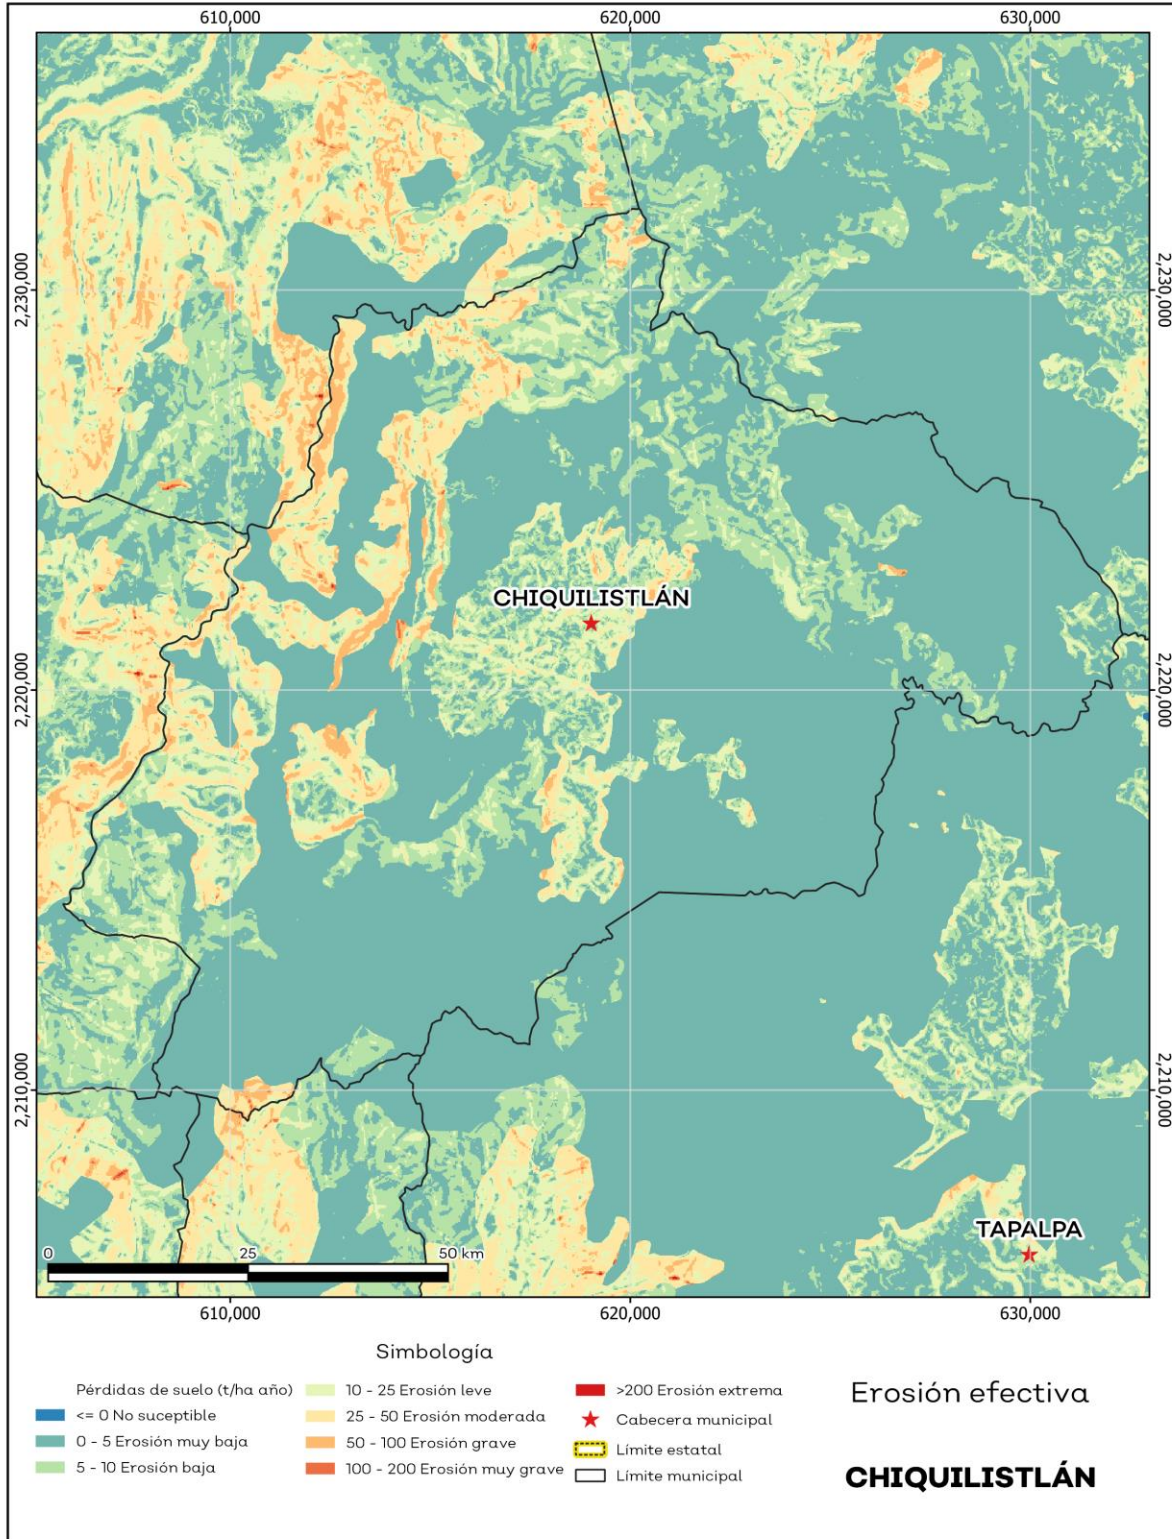 610,000 620,000 630,000
2,230,000 2,230,000
CHIQUILISTLÁN
2,220,000 2,220,000
2,210,000 2,210,000
TAPALPA
0 25 50 km
610,000 620,000 630,000
Simbología
Pérdidas de suelo (t/ha año)
<= 0 No suceptible
0 - 5 Erosión muy baja
5 - 10 Erosión baja
10 - 25 Erosión leve
25 - 50 Erosión moderada
50 - 100 Erosión grave
100 - 200 Erosión muy grave
>200 Erosión extrema
Cabecera municipal
Límite estatal
Límite municipal
Erosión efectiva
CHIQUILISTLÁN